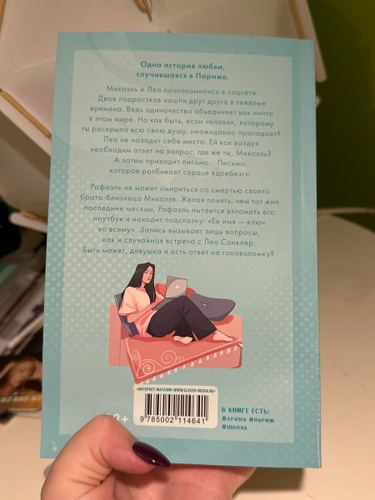 Одна история любви,
случившаяся в Париже.
Микаэль и Леа познакомились в соцсети.
Двое подростков нашли друг друга в тяжелые
времена. Ведь одиночество объединяет как ничто
в этом мире. Но как быть, если человек, которому
ты раскрыла всю свою душу, неожиданно пропадает?
Леа не находит себе места. Ей как воздух
необходим ответ на вопрос: где же ты, Микаэль?
А затем приходит письмо... Письмо,
которое разбивает сердце вдребезги.
Рафаэль не может смириться со смертью своего
брата-близнеца Микаэля. Желая понять, чем тот жил
последние месяцы, Рафаэль пытается взломать его
ноутбук и находит подсказку: «Ее имя — ключ
ко всему». Запись вызывает лишь вопросы,
как и случайная встреча с Леа Санклер.
Быть может, девушка и есть ответ на головоломку?
ИНТЕРНЕТ-МАГАЗИН WWW.CLEVER-MEDIA.RU
9 785002 114641
В КНИГЕ ЕСТЬ:
#ДРАМА #ПАРИЖ
#ШКОЛА